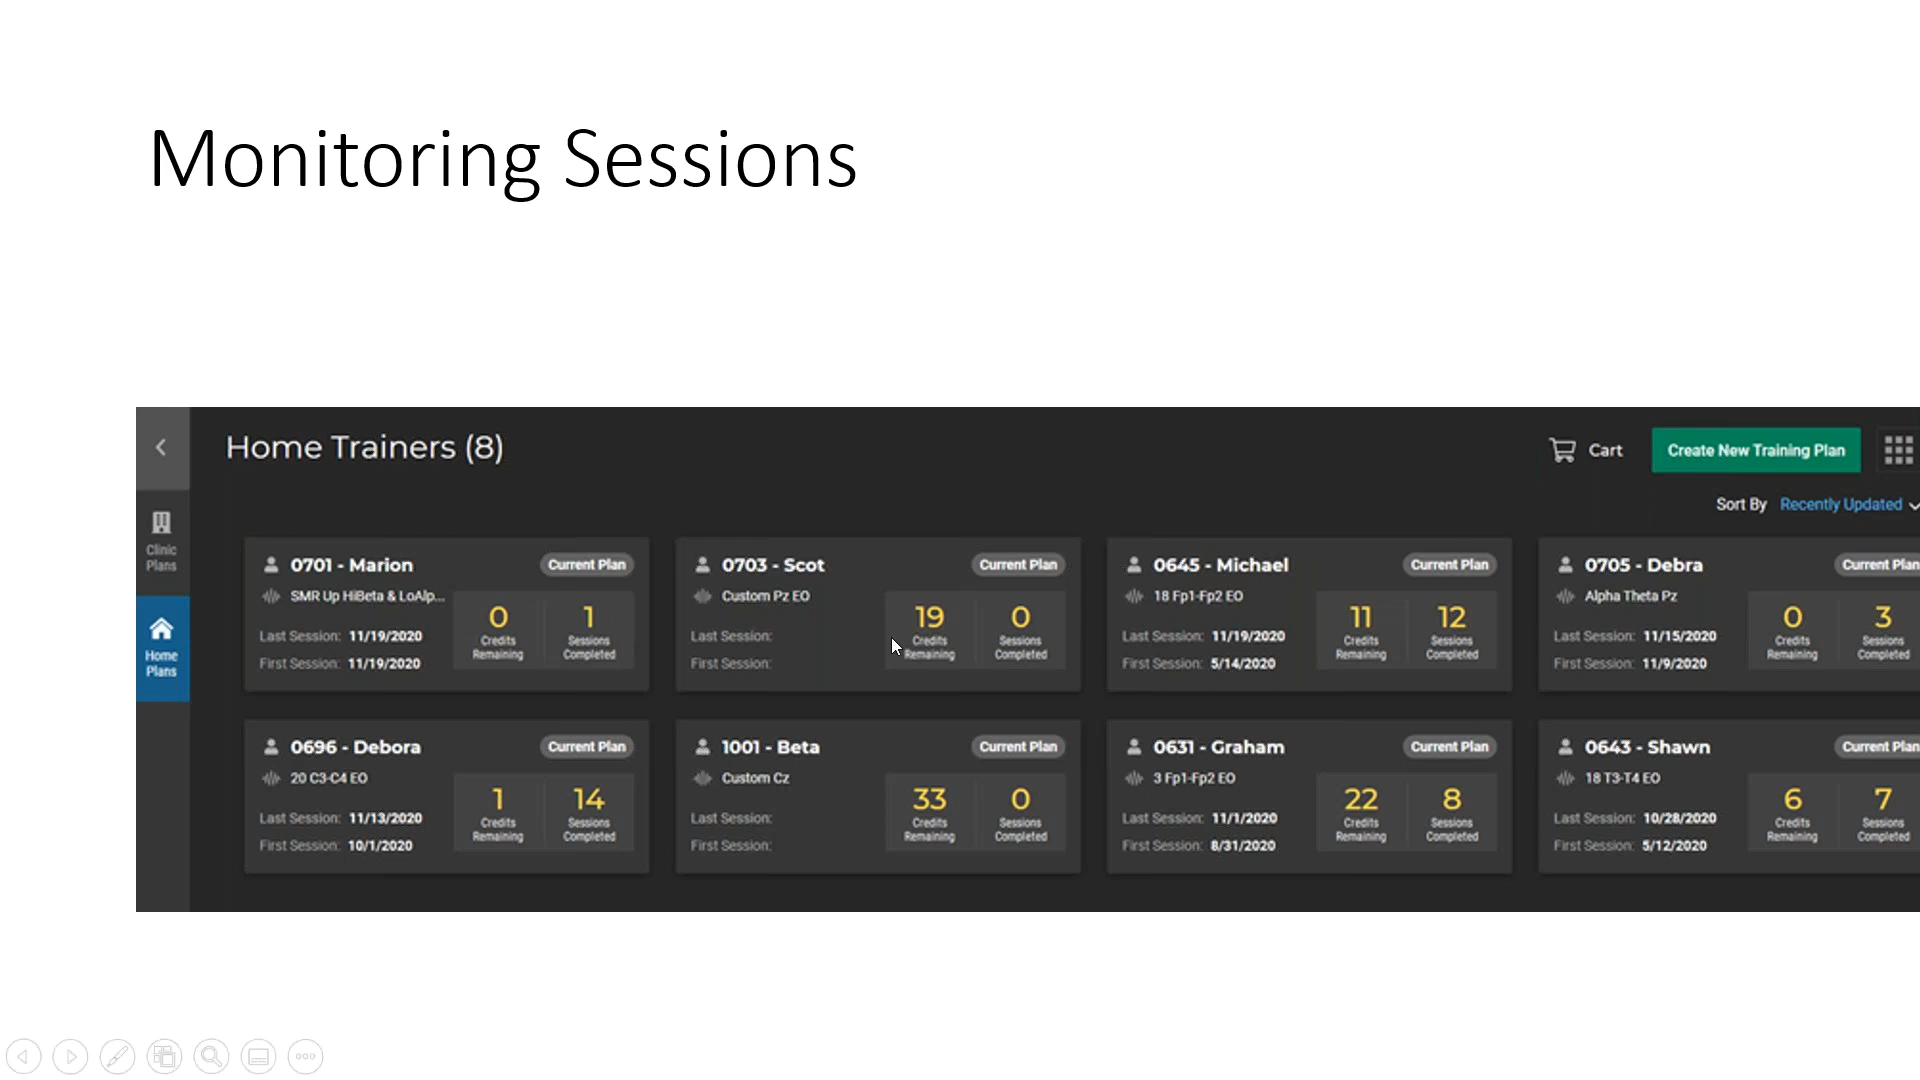 Monitoring Sessions
Home Trainers (8)
Cart
Create New Training Plan
Sort By Recently Updated
Clinic
Plans
Home
Plans
0701 - Marion
Current Plan
SMR Up HiBeta & LoAlp...
0
Credits
Remaining
1
Sessions
Completed
Last Session: 11/19/2020
First Session: 11/19/2020
0703 - Scot
Current Plan
Custom Pz EO
19
Credits
Remaining
0
Sessions
Completed
Last Session:
First Session:
0645 - Michael
Current Plan
18 Fp1-Fp2 EO
11
Credits
Remaining
12
Sessions
Completed
Last Session: 11/19/2020
First Session: 5/14/2020
0705 - Debra
Current Plan
Alpha Theta Pz
0
Credits
Remaining
3
Sessions
Completed
Last Session: 11/15/2020
First Session: 11/9/2020
0696 - Debora
Current Plan
20 C3-C4 EO
1
Credits
Remaining
14
Sessions
Completed
Last Session: 11/13/2020
First Session: 10/1/2020
1001 - Beta
Current Plan
Custom Cz
33
Credits
Remaining
0
Sessions
Completed
Last Session:
First Session:
0631 - Graham
Current Plan
3 Fp1-Fp2 EO
22
Credits
Remaining
8
Sessions
Completed
Last Session: 11/1/2020
First Session: 8/31/2020
0643 - Shawn
Current Plan
18 T3-T4 EO
6
Credits
Remaining
7
Sessions
Completed
Last Session: 10/28/2020
First Session: 5/12/2020